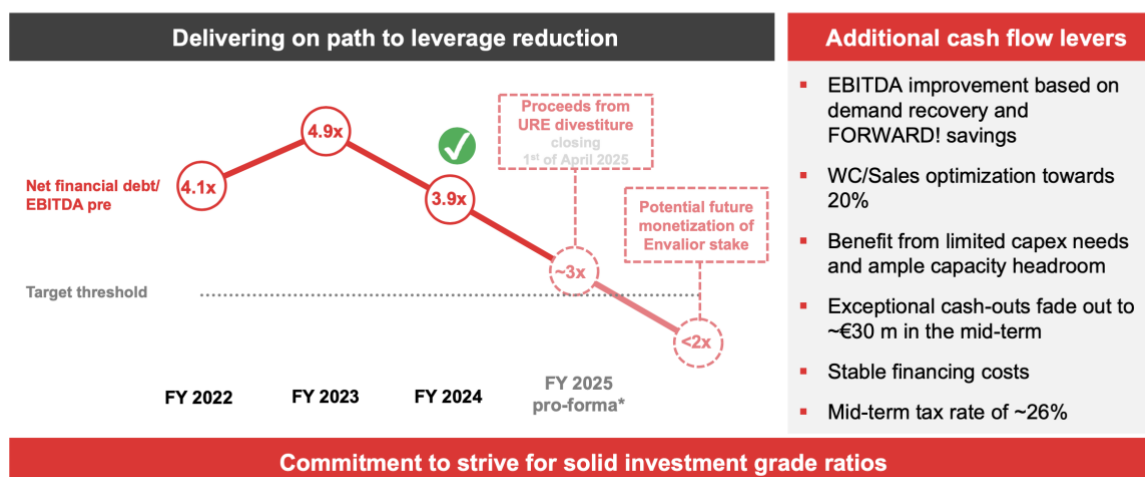 Delivering on path to leverage reduction
4.9x
4.1x
3.9x
~3x
<2x
Net financial debt/
EBITDA pre
Target threshold
Proceeds from
URE divestiture
closing
1st of April 2025
Potential future
monetization of
Envalior stake
FY 2022
FY 2023
FY 2024
FY 2025
pro-forma*
Additional cash flow levers
▪ EBITDA improvement based on
demand recovery and
FORWARD! savings
▪ WC/Sales optimization towards
20%
▪ Benefit from limited capex needs
and ample capacity headroom
▪ Exceptional cash-outs fade out to
~€30 m in the mid-term
▪ Stable financing costs
▪ Mid-term tax rate of ~26%
Commitment to strive for solid investment grade ratios